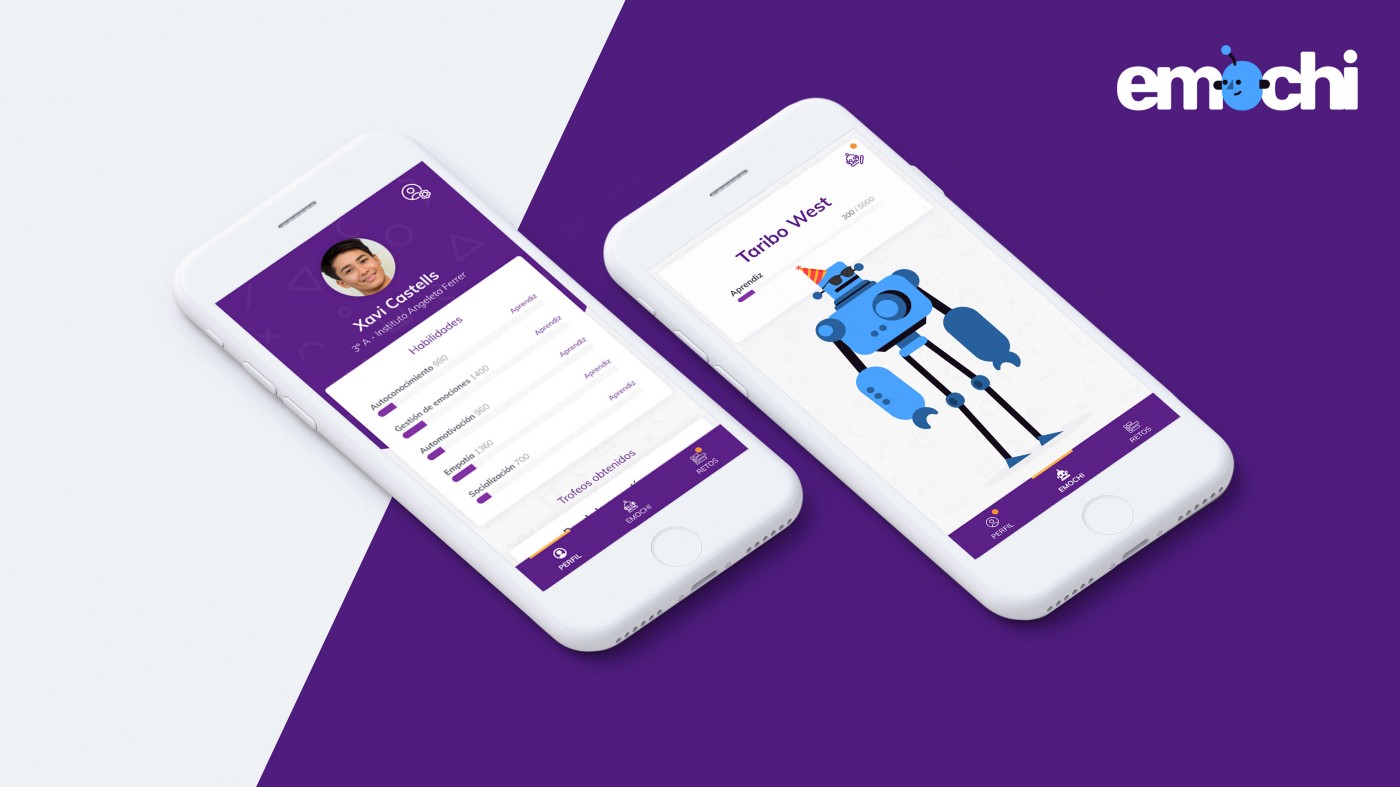 emochi
Xavi Castells
3º A - Instituto Angeleta Ferrer
Habilidades
Autoconocimiento 980 Aprendiz
Gestión de emociones 1400 Aprendiz
Automotivación 960 Aprendiz
Empatía 1360 Aprendiz
Socialización 700 Aprendiz
Trofeos obtenidos
PERFIL EMOCHI RETOS
Taribo West
Aprendiz 300 / 5000
PERFIL EMOCHI RETOS